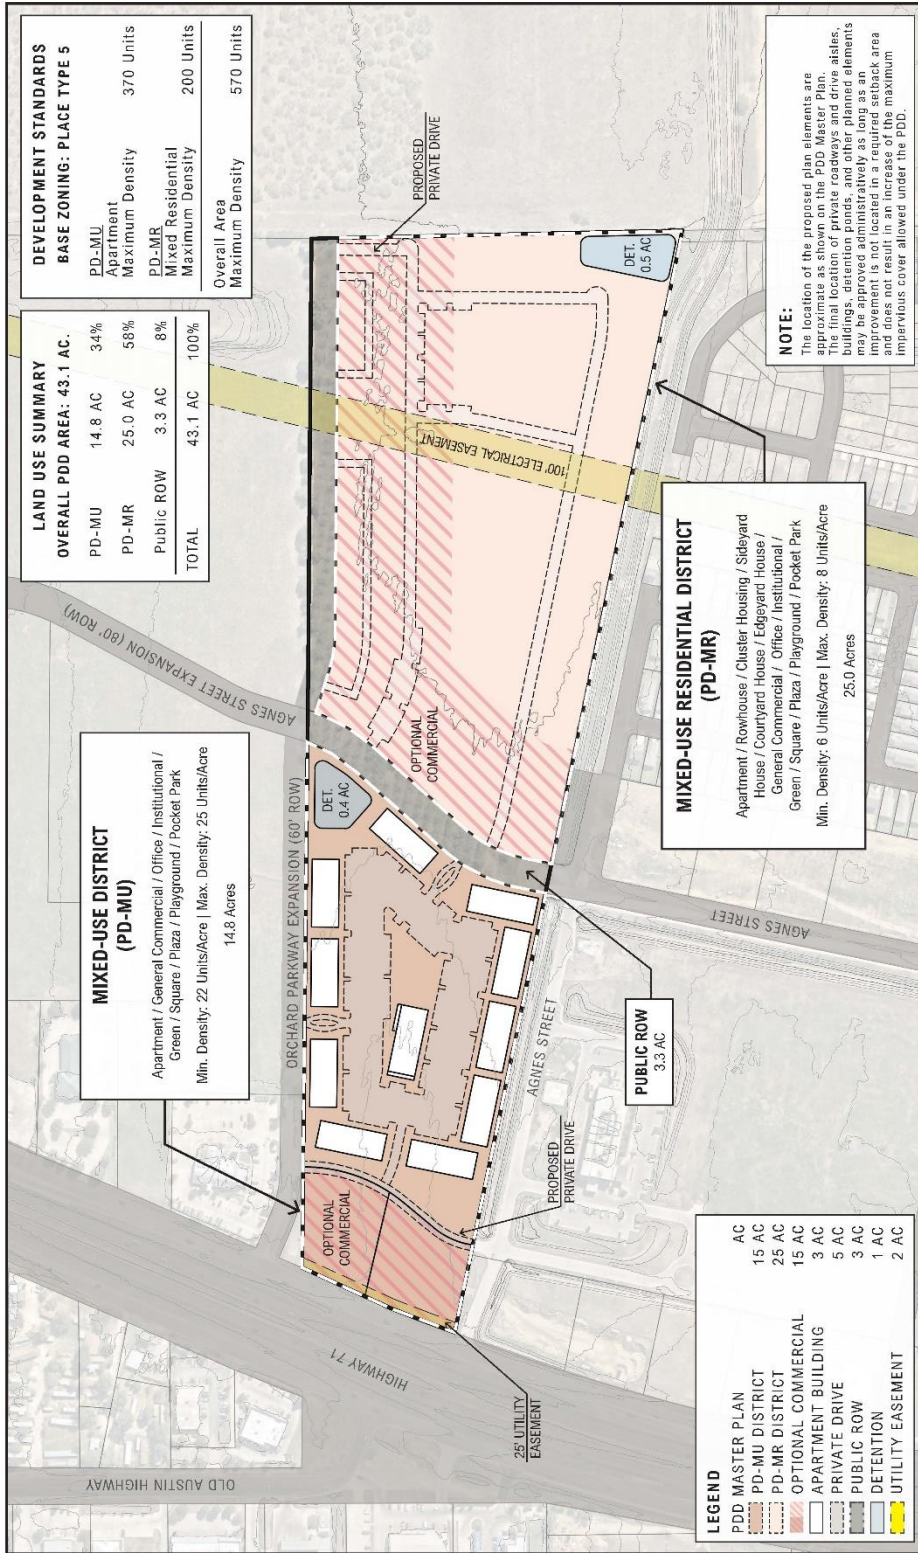 LEGEND
PDD MASTER PLAN AC
PD-MU DISTRICT 15 AC
PD-MR DISTRICT 25 AC
OPTIONAL COMMERCIAL 15 AC
APARTMENT BUILDING 3 AC
PRIVATE DRIVE 5 AC
PUBLIC ROW 3 AC
DETENTION 1 AC
UTILITY EASEMENT 2 AC
OLD AUSTIN HIGHWAY
HIGHWAY 71
25' UTILITY
EASEMENT
MIXED-USE DISTRICT
(PD-MU)
Apartment / General Commercial / Office / Institutional /
Green / Square / Plaza / Playground / Pocket Park
Min. Density: 22 Units/Acre | Max. Density: 25 Units/Acre
14.8 Acres
OPTIONAL
COMMERCIAL
PROPOSED
PRIVATE DRIVE
ORCHARD PARKWAY EXPANSION (60' ROW)
DET.
0.4 AC
AGNES STREET
PUBLIC ROW
3.3 AC
AGNES STREET
AGNES STREET EXPANSION (80' ROW)
OPTIONAL
COMMERCIAL
100' ELECTRICAL EASEMENT
PROPOSED
PRIVATE DRIVE
DET.
0.5 AC
MIXED-USE RESIDENTIAL DISTRICT
(PD-MR)
Apartment / Rowhouse / Cluster Housing / Sideyard
House / Courtyard House / Edgeyard House /
General Commercial / Office / Institutional /
Green / Square / Plaza / Playground / Pocket Park
Min. Density: 6 Units/Acre | Max. Density: 8 Units/Acre
25.0 Acres
LAND USE SUMMARY
OVERALL PDD AREA: 43.1 AC.
PD-MU 14.8 AC 34%
PD-MR 25.0 AC 58%
Public ROW 3.3 AC 8%
TOTAL 43.1 AC 100%
DEVELOPMENT STANDARDS
BASE ZONING: PLACE TYPE 5
PD-MU
Apartment
Maximum Density 370 Units
PD-MR
Mixed Residential
Maximum Density 200 Units
Overall Area
Maximum Density 570 Units
NOTE:
The location of the proposed plan elements are
approximate as shown on the PDD Master Plan.
The final location of private roadways and drive aisles,
buildings, detention ponds, and other planned elements
may be approved administratively as long as an
improvement is not located in a required setback area
and does not result in an increase of the maximum
impervious cover allowed under the PDD.